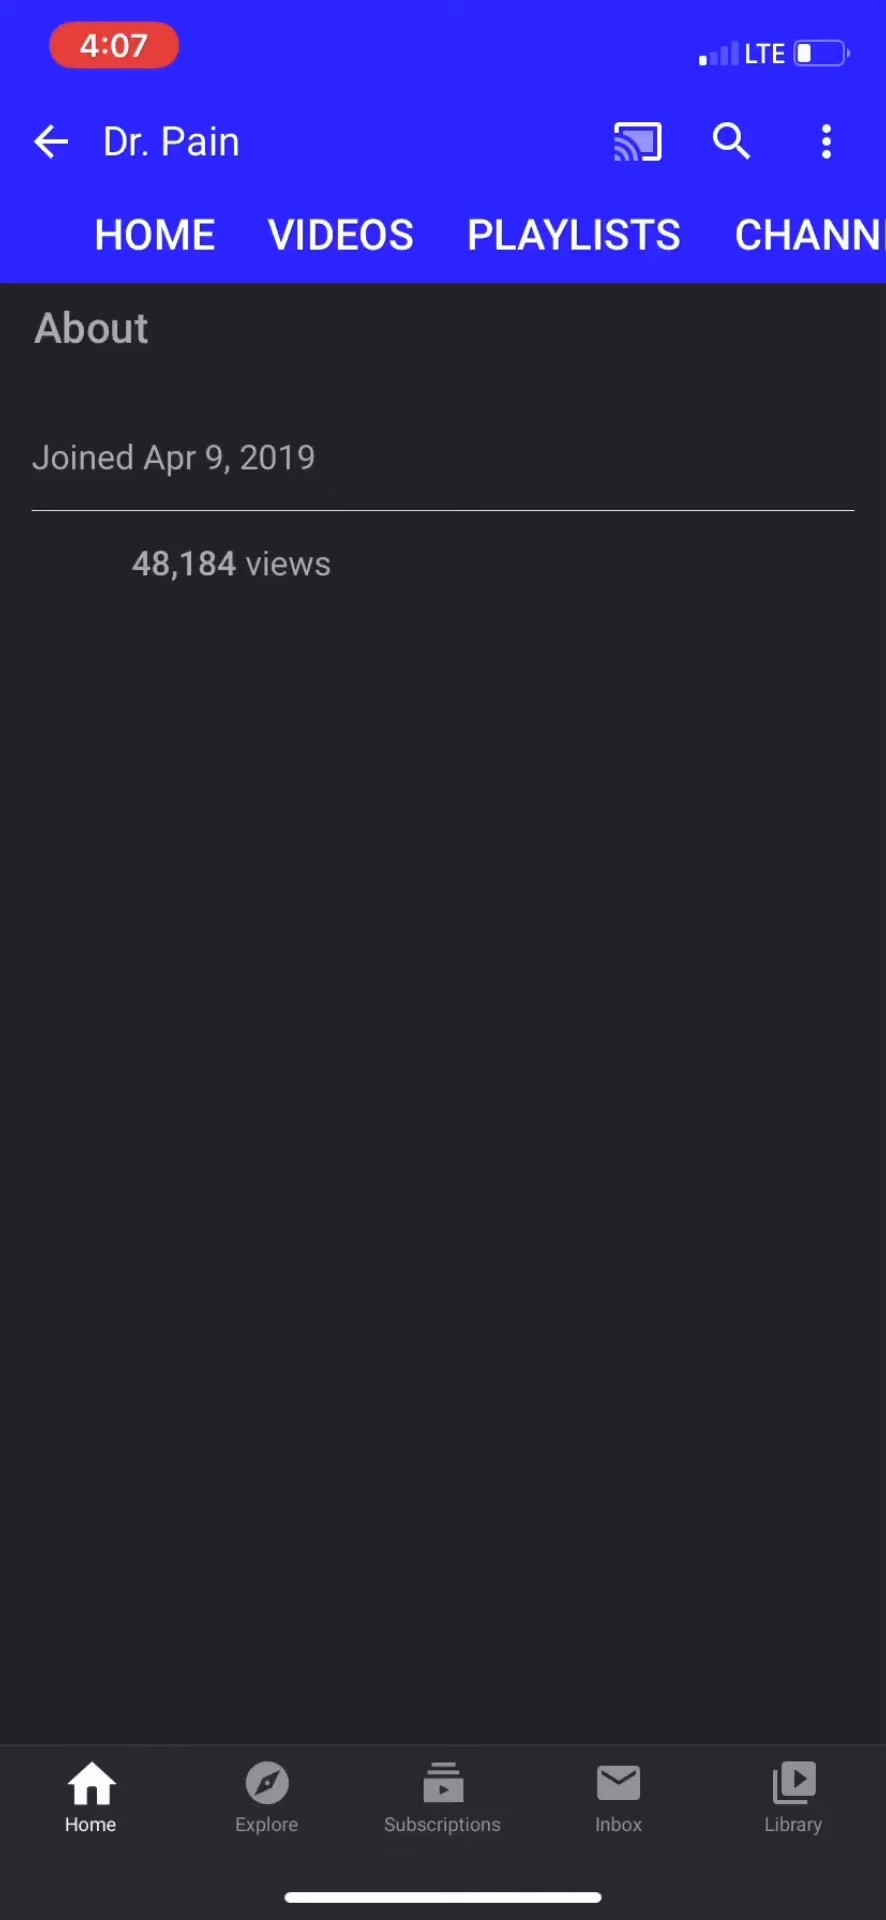 4:07
LTE
Dr. Pain
HOME VIDEOS PLAYLISTS CHANN
About
Joined Apr 9, 2019
48,184 views
Home Explore Subscriptions Inbox Library